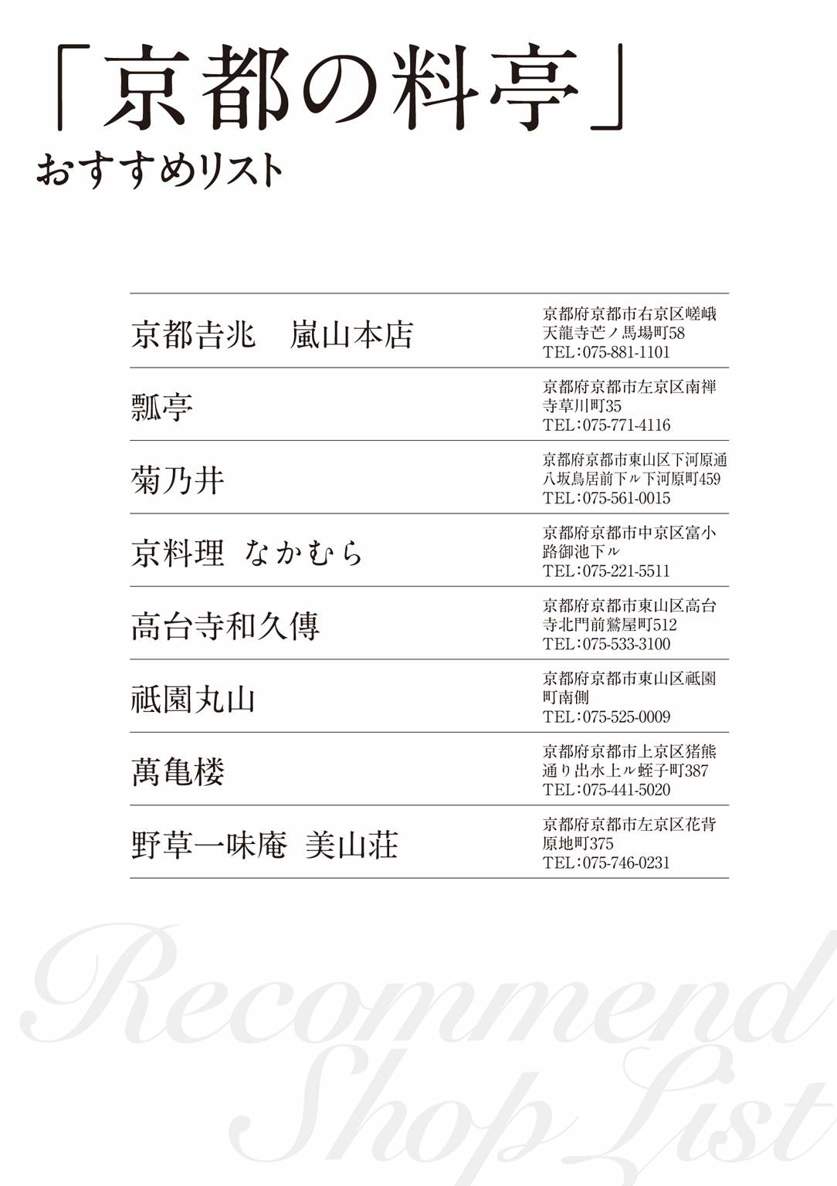 「京都の料亭」
おすすめリスト
京都𠮷兆　嵐山本店
京都府京都市右京区嵯峨
天龍寺芒ノ馬場町58
TEL:075-881-1101
瓢亭
京都府京都市左京区南禅
寺草川町35
TEL:075-771-4116
菊乃井
京都府京都市東山区下河原通
八坂鳥居前下ル下河原町459
TEL:075-561-0015
京料理 なかむら
京都府京都市中京区富小
路御池下ル
TEL:075-221-5511
高台寺和久傳
京都府京都市東山区高台
寺北門前鷲屋町512
TEL:075-533-3100
祇園丸山
京都府京都市東山区祇園
町南側
TEL:075-525-0009
萬亀楼
京都府京都市上京区猪熊
通り出水上ル蛭子町387
TEL:075-441-5020
野草一味庵 美山荘
京都府京都市左京区花背
原地町375
TEL:075-746-0231
Recommend
Shop List